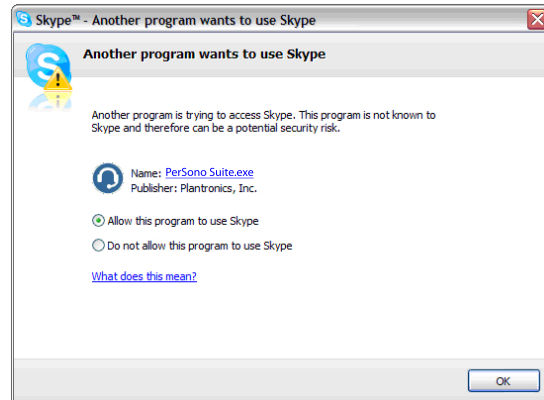 Skype™ - Another program wants to use Skype
Another program wants to use Skype
Another program is trying to access Skype. This program is not known to
Skype and therefore can be a potential security risk.
Name: PerSono Suite.exe
Publisher: Plantronics, Inc.
Allow this program to use Skype
Do not allow this program to use Skype
What does this mean?
OK